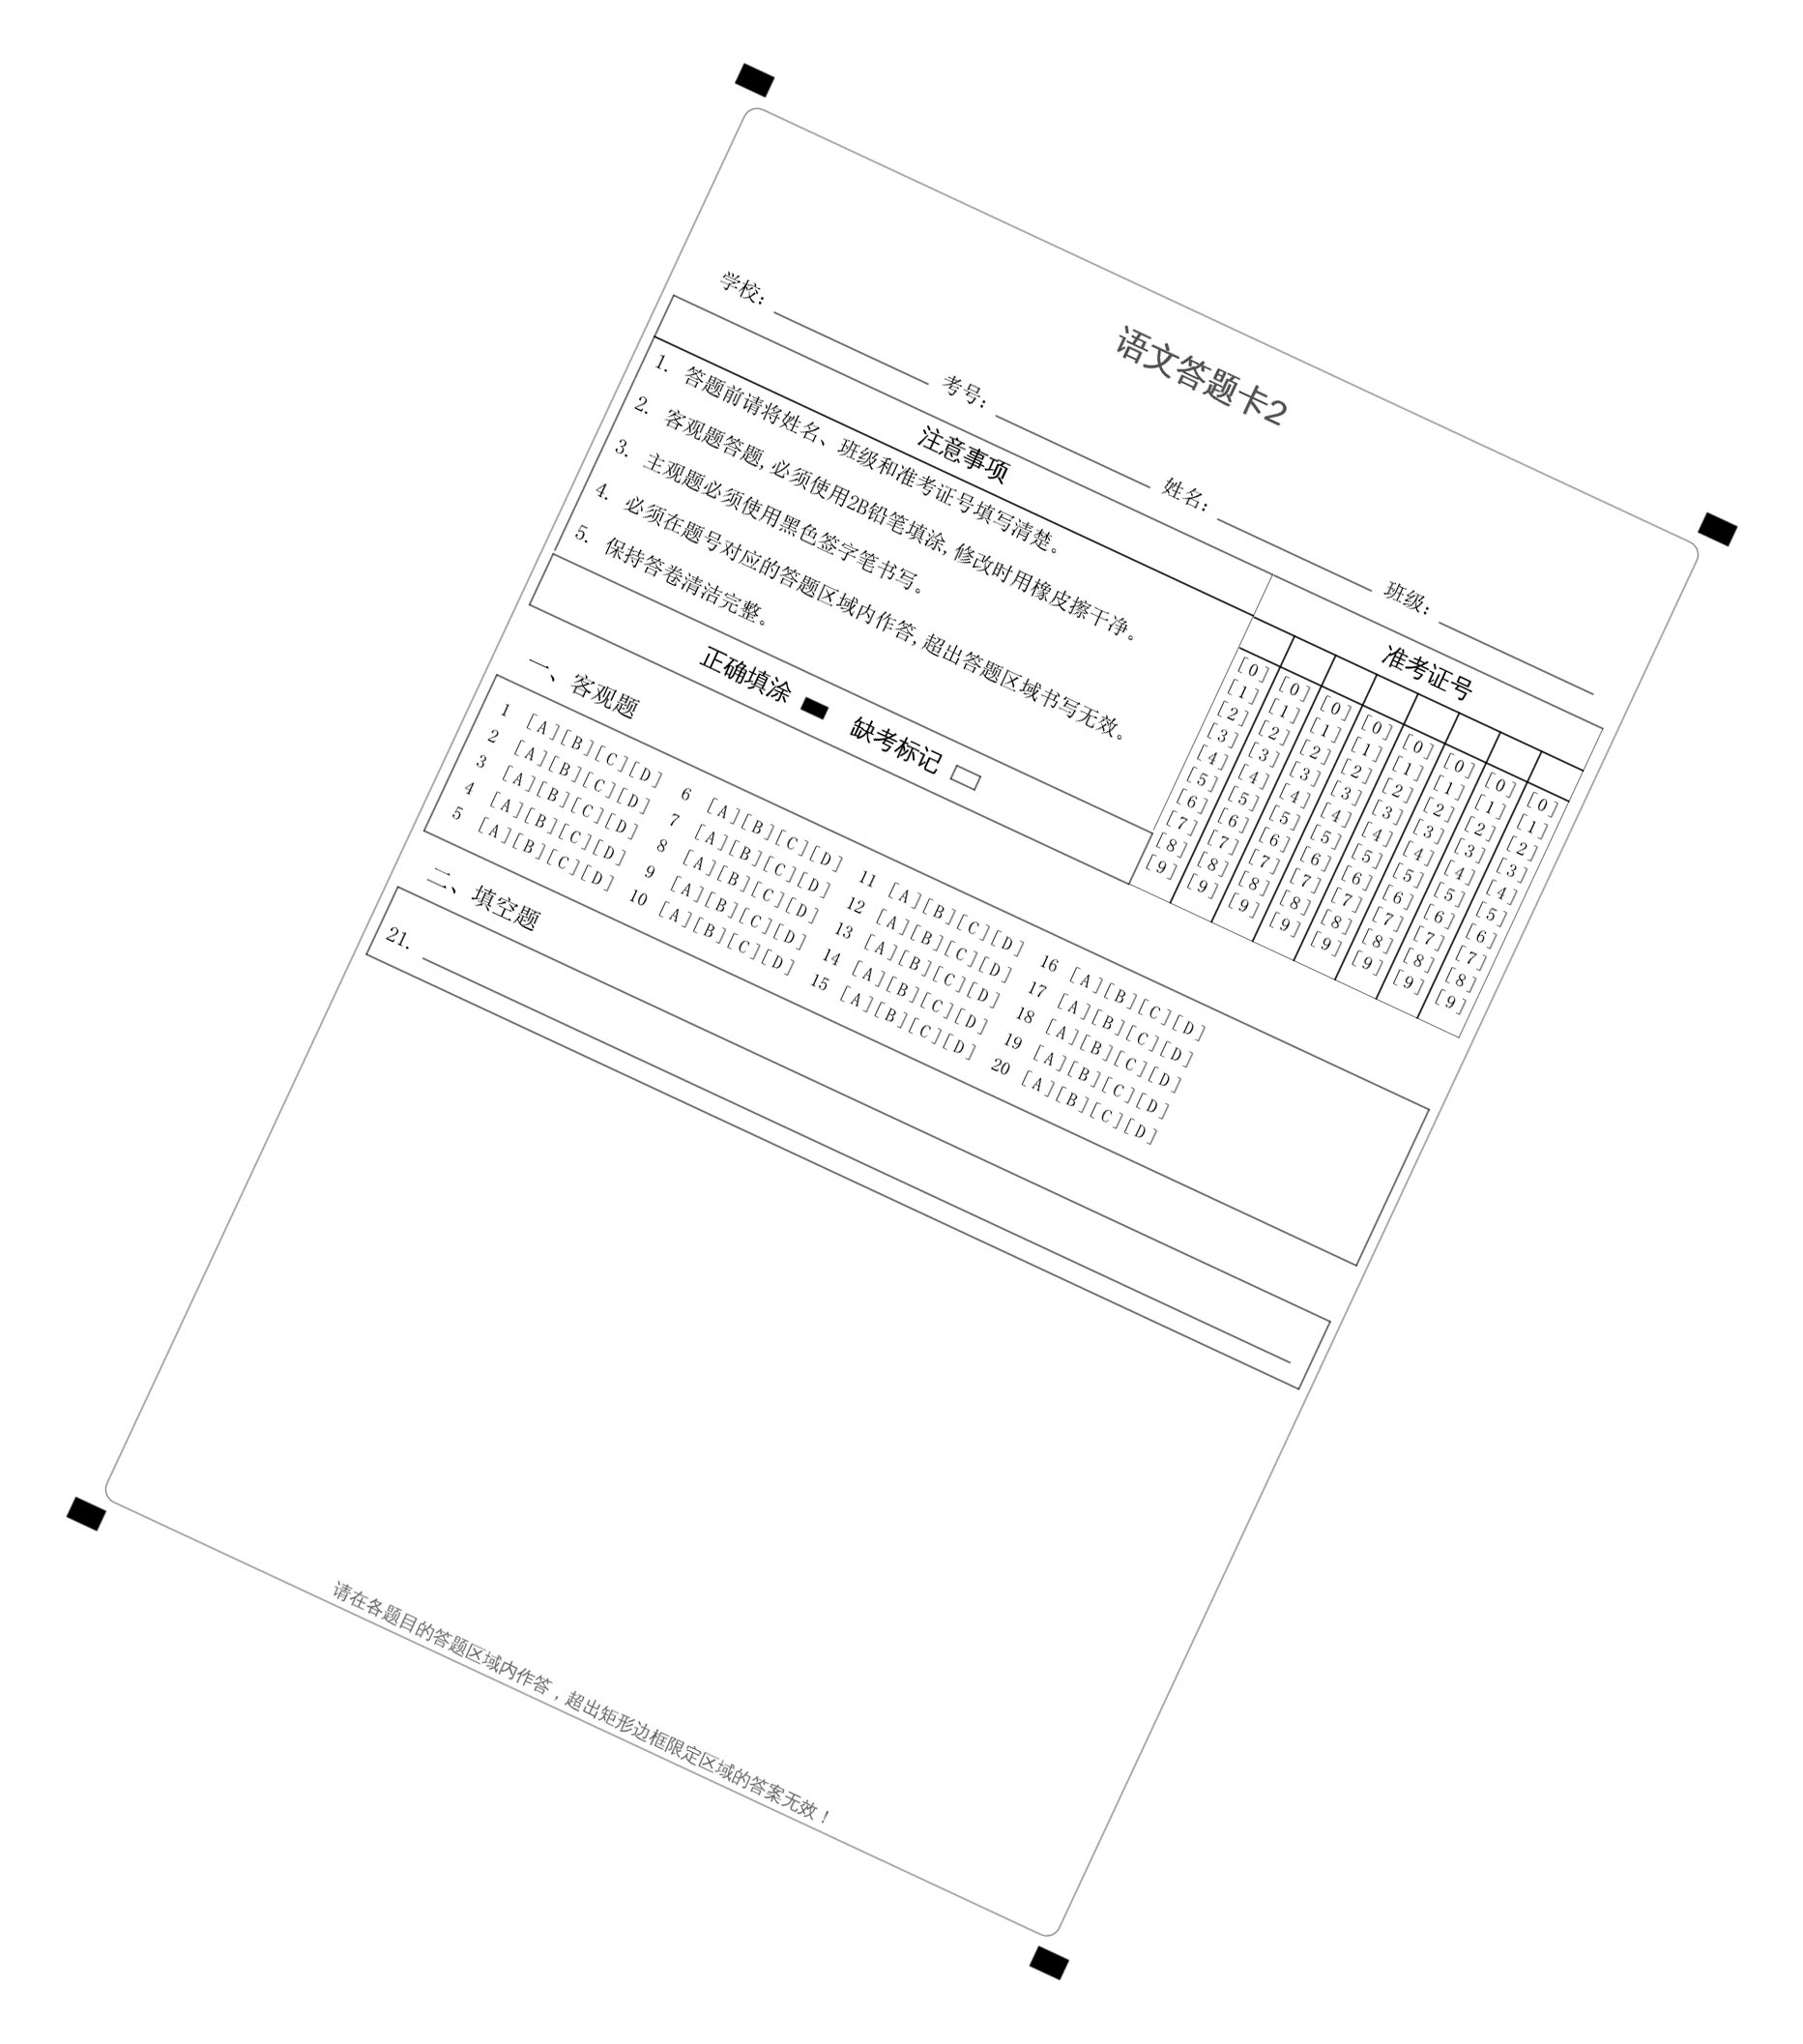 语文答题卡2
学校: 考号: 姓名: 班级:
注意事项
1. 答题前请将姓名、班级和准考证号填写清楚。
2. 客观题答题,必须使用2B铅笔填涂,修改时用橡皮擦干净。
3. 主观题必须使用黑色签字笔书写。
4. 必须在题号对应的答题区域内作答,超出答题区域书写无效。
5. 保持答卷清洁完整。
正确填涂 缺考标记
准考证号
[0] [0] [0] [0] [0] [0] [0] [0]
[1] [1] [1] [1] [1] [1] [1] [1]
[2] [2] [2] [2] [2] [2] [2] [2]
[3] [3] [3] [3] [3] [3] [3] [3]
[4] [4] [4] [4] [4] [4] [4] [4]
[5] [5] [5] [5] [5] [5] [5] [5]
[6] [6] [6] [6] [6] [6] [6] [6]
[7] [7] [7] [7] [7] [7] [7] [7]
[8] [8] [8] [8] [8] [8] [8] [8]
[9] [9] [9] [9] [9] [9] [9] [9]
一、客观题
1 [A][B][C][D] 6 [A][B][C][D] 11 [A][B][C][D] 16 [A][B][C][D]
2 [A][B][C][D] 7 [A][B][C][D] 12 [A][B][C][D] 17 [A][B][C][D]
3 [A][B][C][D] 8 [A][B][C][D] 13 [A][B][C][D] 18 [A][B][C][D]
4 [A][B][C][D] 9 [A][B][C][D] 14 [A][B][C][D] 19 [A][B][C][D]
5 [A][B][C][D] 10 [A][B][C][D] 15 [A][B][C][D] 20 [A][B][C][D]
二、填空题
21.
请在各题目的答题区域内作答，超出矩形边框限定区域的答案无效！